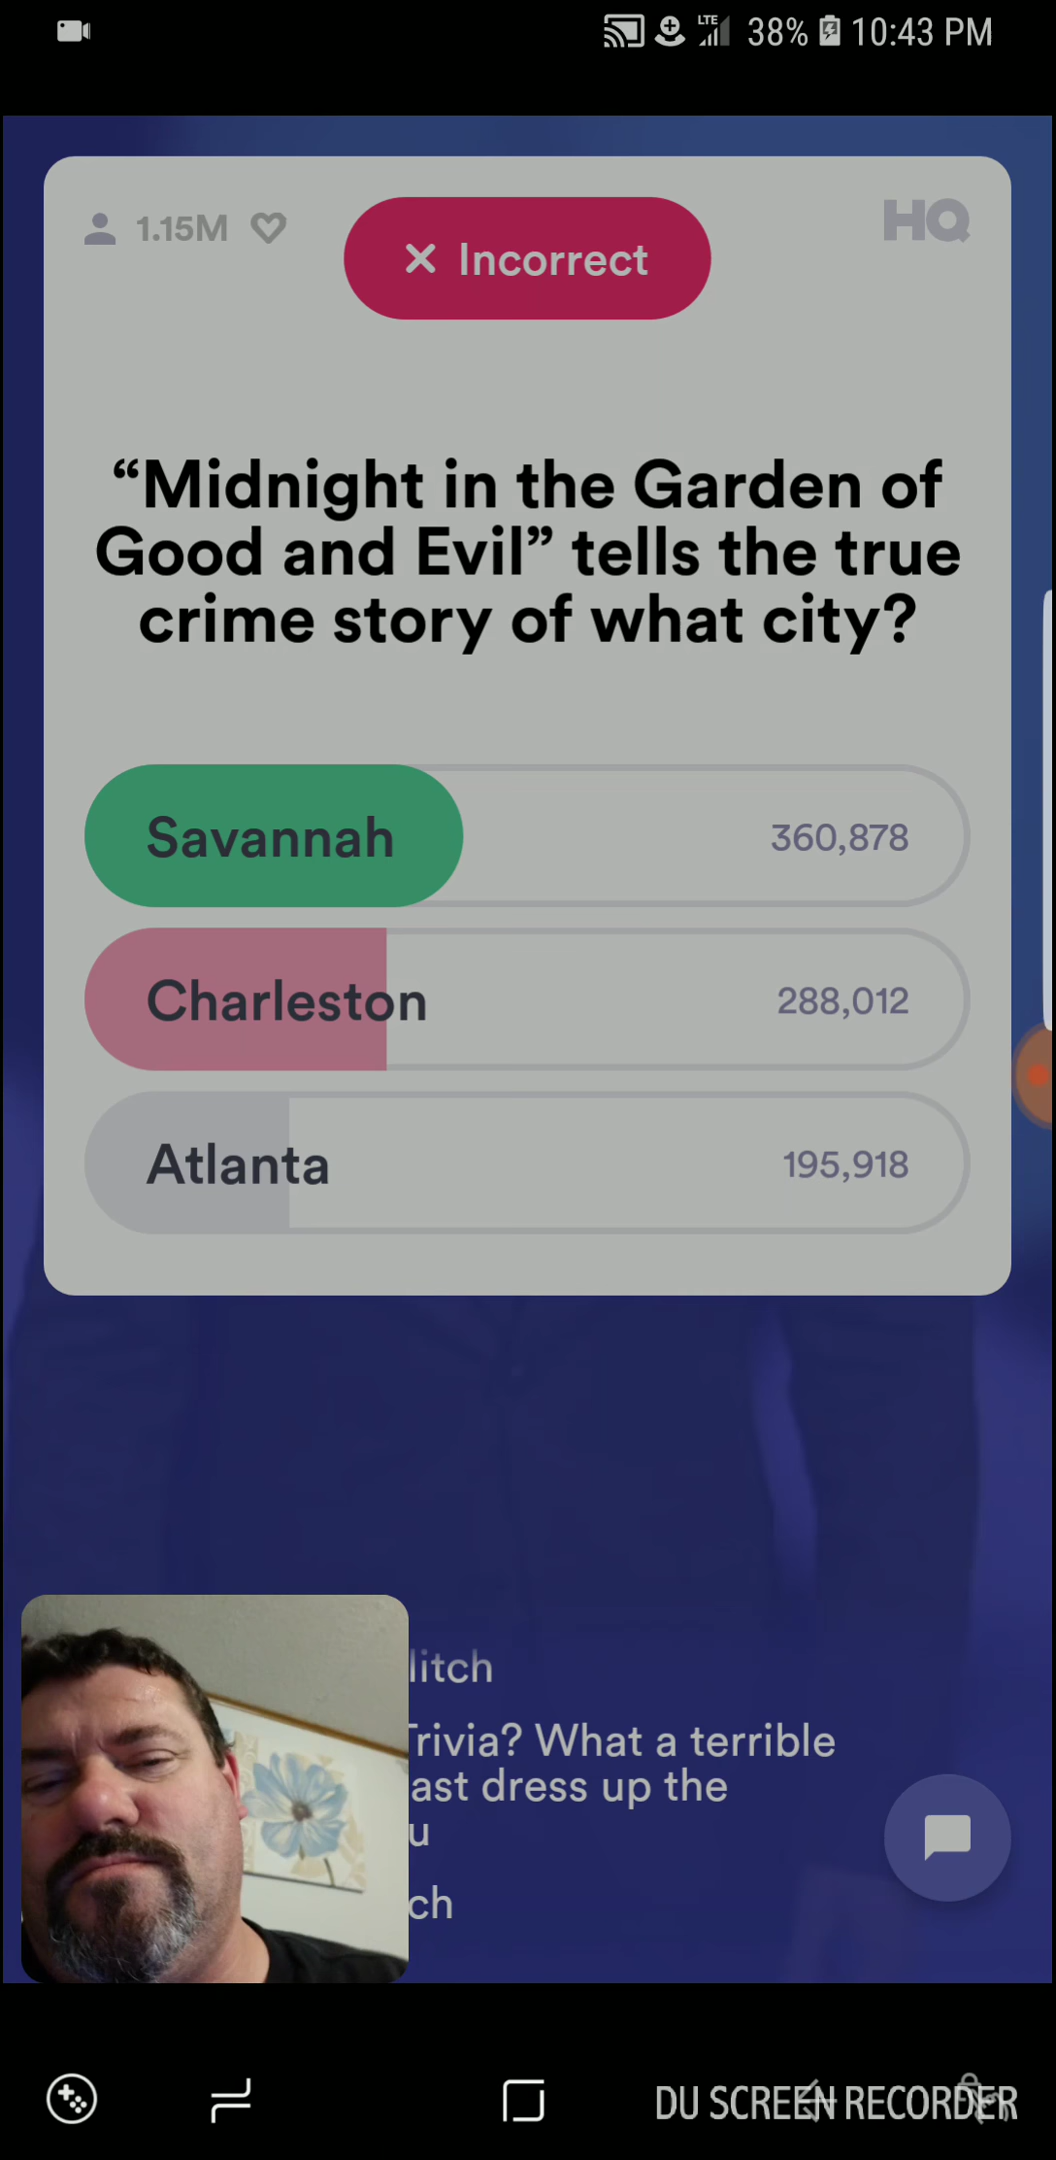 LTE 38% 10:43 PM
1.15M HQ
Incorrect
“Midnight in the Garden of
Good and Evil” tells the true
crime story of what city?
Savannah 360,878
Charleston 288,012
Atlanta 195,918
litch
Trivia? What a terrible
ast dress up the
u
ch
DU SCREEN RECORDER